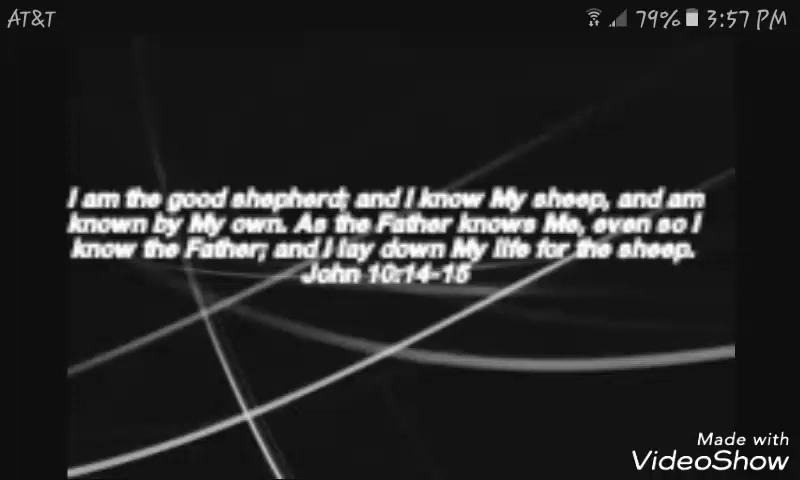 AT&T 79% 3:57 PM
I am the good shepherd; and I know My sheep, and am
known by My own. As the Father knows Me, even so I
know the Father; and I lay down My life for the sheep.
John 10:14-15
Made with
VideoShow